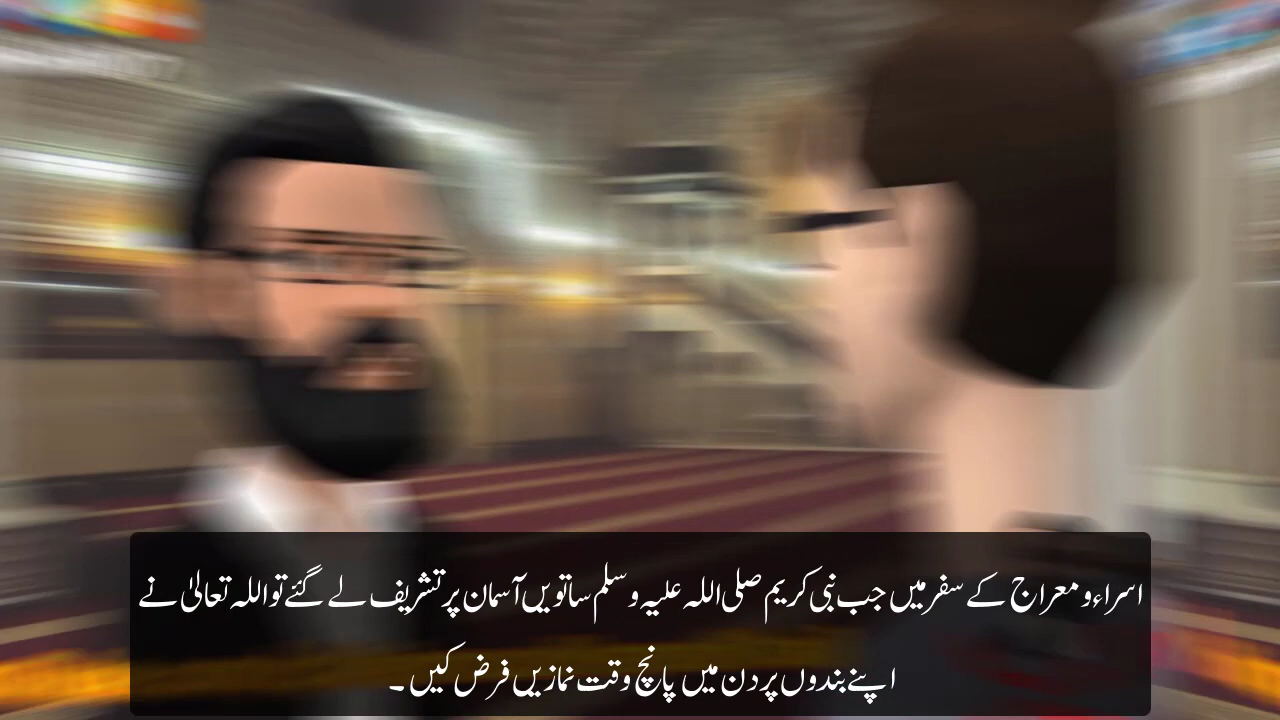 اسراء و معراج کے سفر میں جب نبی کریم صلی اللہ علیہ وسلم ساتویں آسمان پر تشریف لے گئے تو اللہ تعالیٰ نے
اپنے بندوں پر دن میں پانچ وقت نمازیں فرض کیں ۔